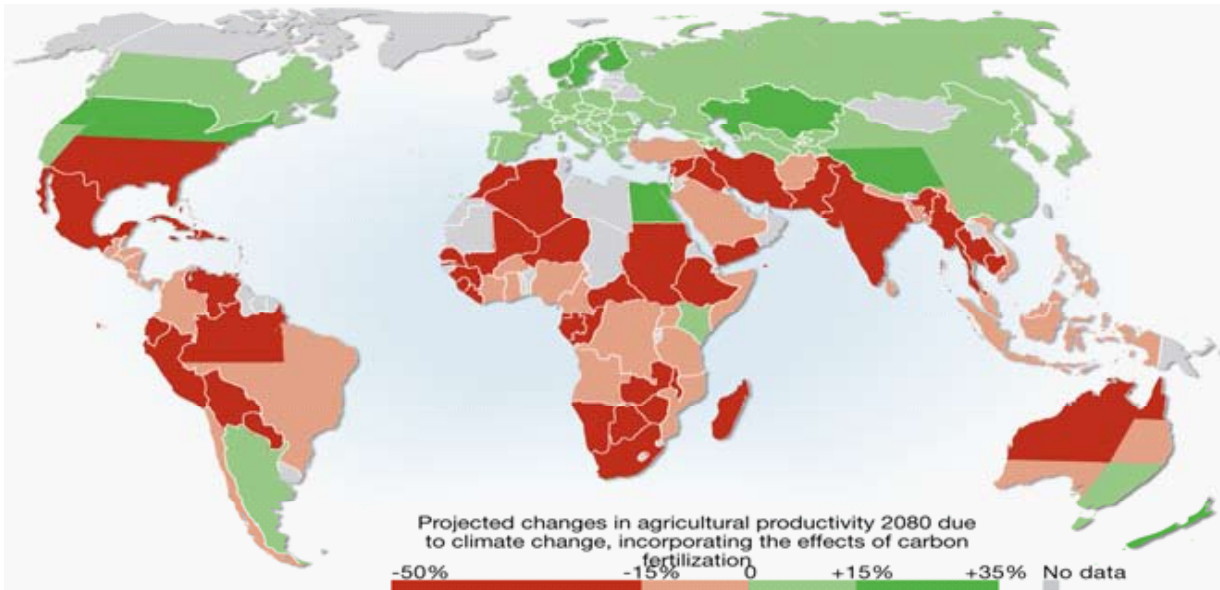 Projected changes in agricultural productivity 2080 due
to climate change, incorporating the effects of carbon
fertilization
-50% -15% 0 +15% +35% No data